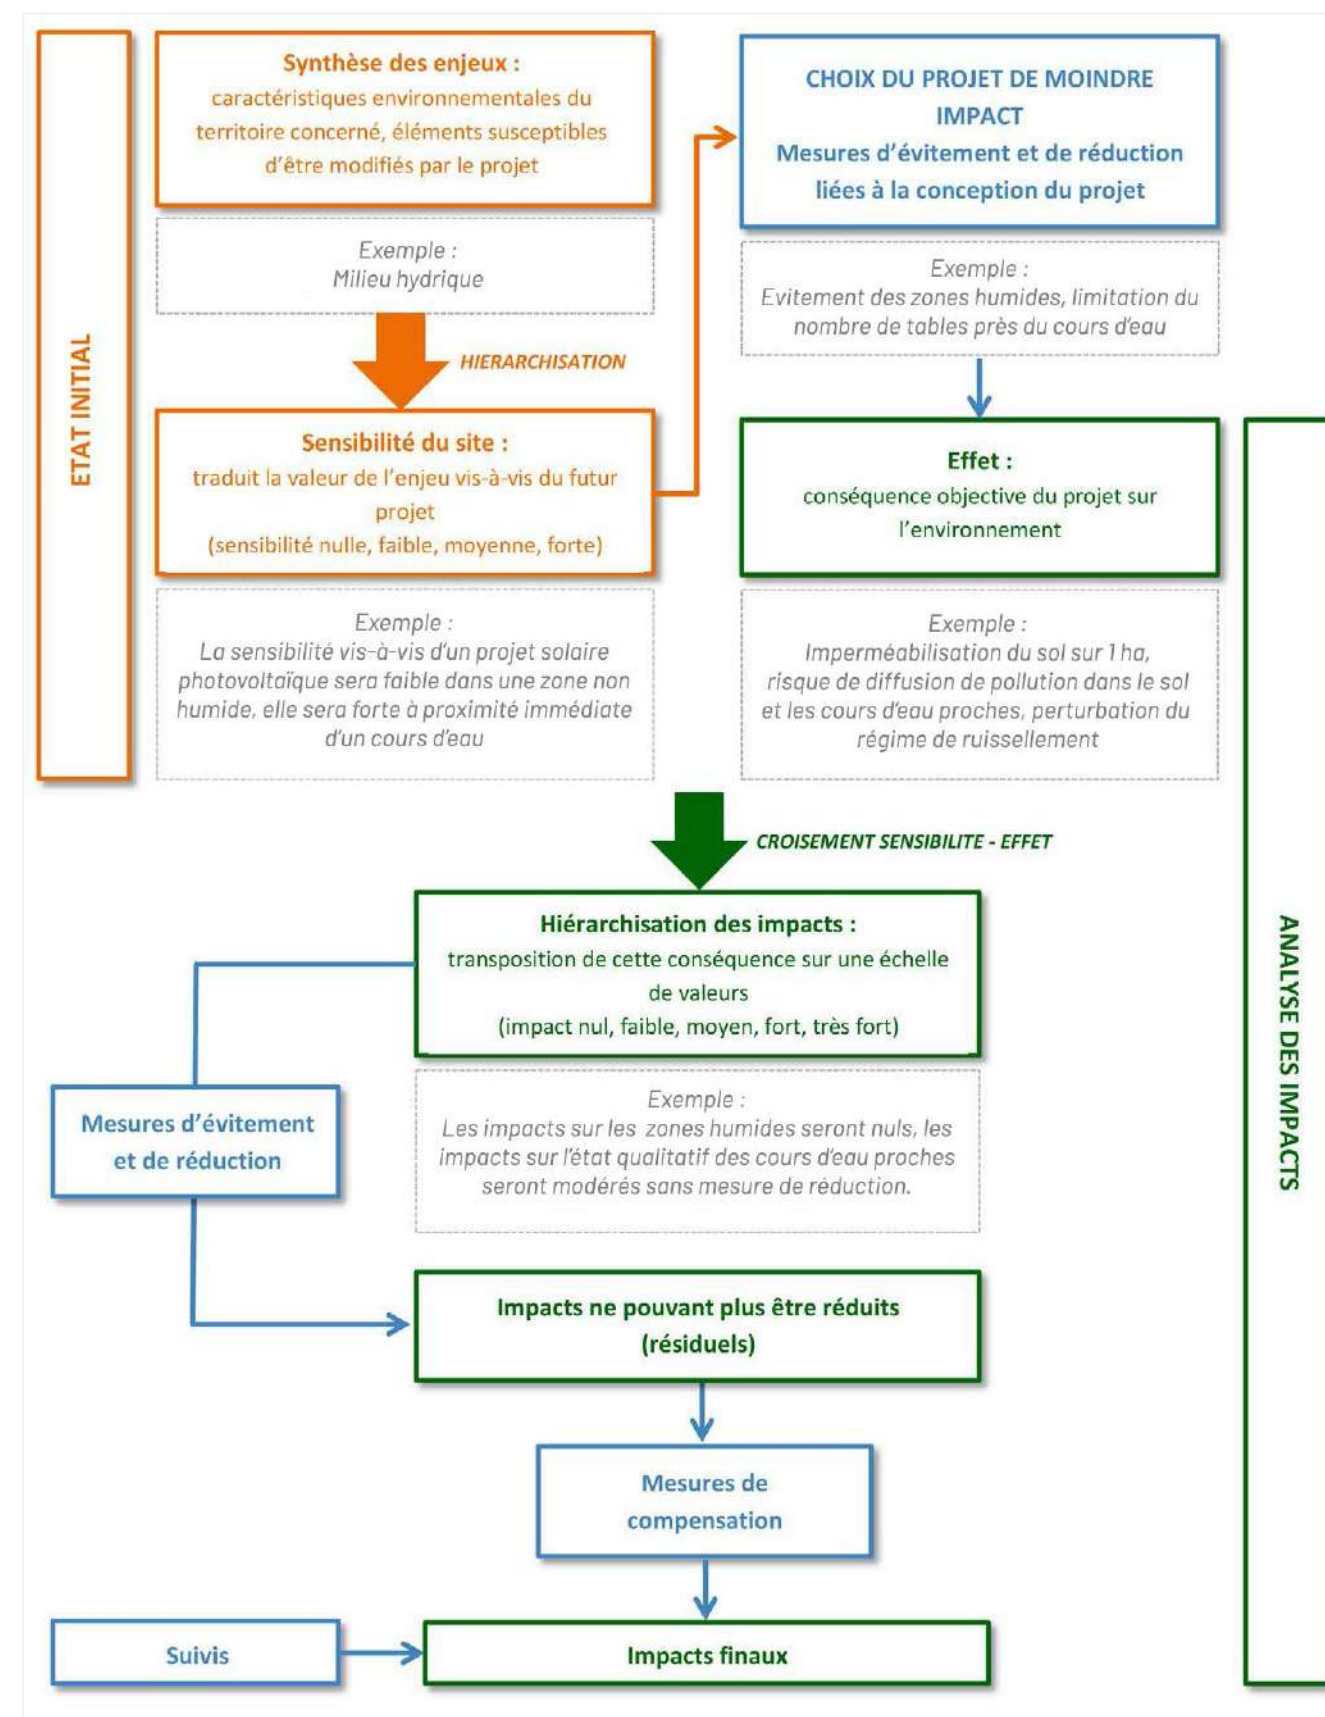 ETAT INITIAL
Synthèse des enjeux :
caractéristiques environnementales du
territoire concerné, éléments susceptibles
d'être modifiés par le projet
Exemple :
Milieu hydrique
HIERARCHISATION
Sensibilité du site :
traduit la valeur de l'enjeu vis-à-vis du futur
projet
(sensibilité nulle, faible, moyenne, forte)
Exemple :
La sensibilité vis-à-vis d'un projet solaire
photovoltaïque sera faible dans une zone non
humide, elle sera forte à proximité immédiate
d'un cours d'eau
CHOIX DU PROJET DE MOINDRE
IMPACT
Mesures d'évitement et de réduction
liées à la conception du projet
Exemple :
Evitement des zones humides, limitation du
nombre de tables près du cours d'eau
Effet :
conséquence objective du projet sur
l'environnement
Exemple :
Imperméabilisation du sol sur 1 ha,
risque de diffusion de pollution dans le sol
et les cours d'eau proches, perturbation du
régime de ruissellement
CROISEMENT SENSIBILITE - EFFET
ANALYSE DES IMPACTS
Hiérarchisation des impacts :
transposition de cette conséquence sur une échelle
de valeurs
(impact nul, faible, moyen, fort, très fort)
Exemple :
Les impacts sur les zones humides seront nuls, les
impacts sur l'état qualitatif des cours d'eau proches
seront modérés sans mesure de réduction.
Mesures d'évitement
et de réduction
Impacts ne pouvant plus être réduits
(résiduels)
Mesures de
compensation
Suivis
Impacts finaux